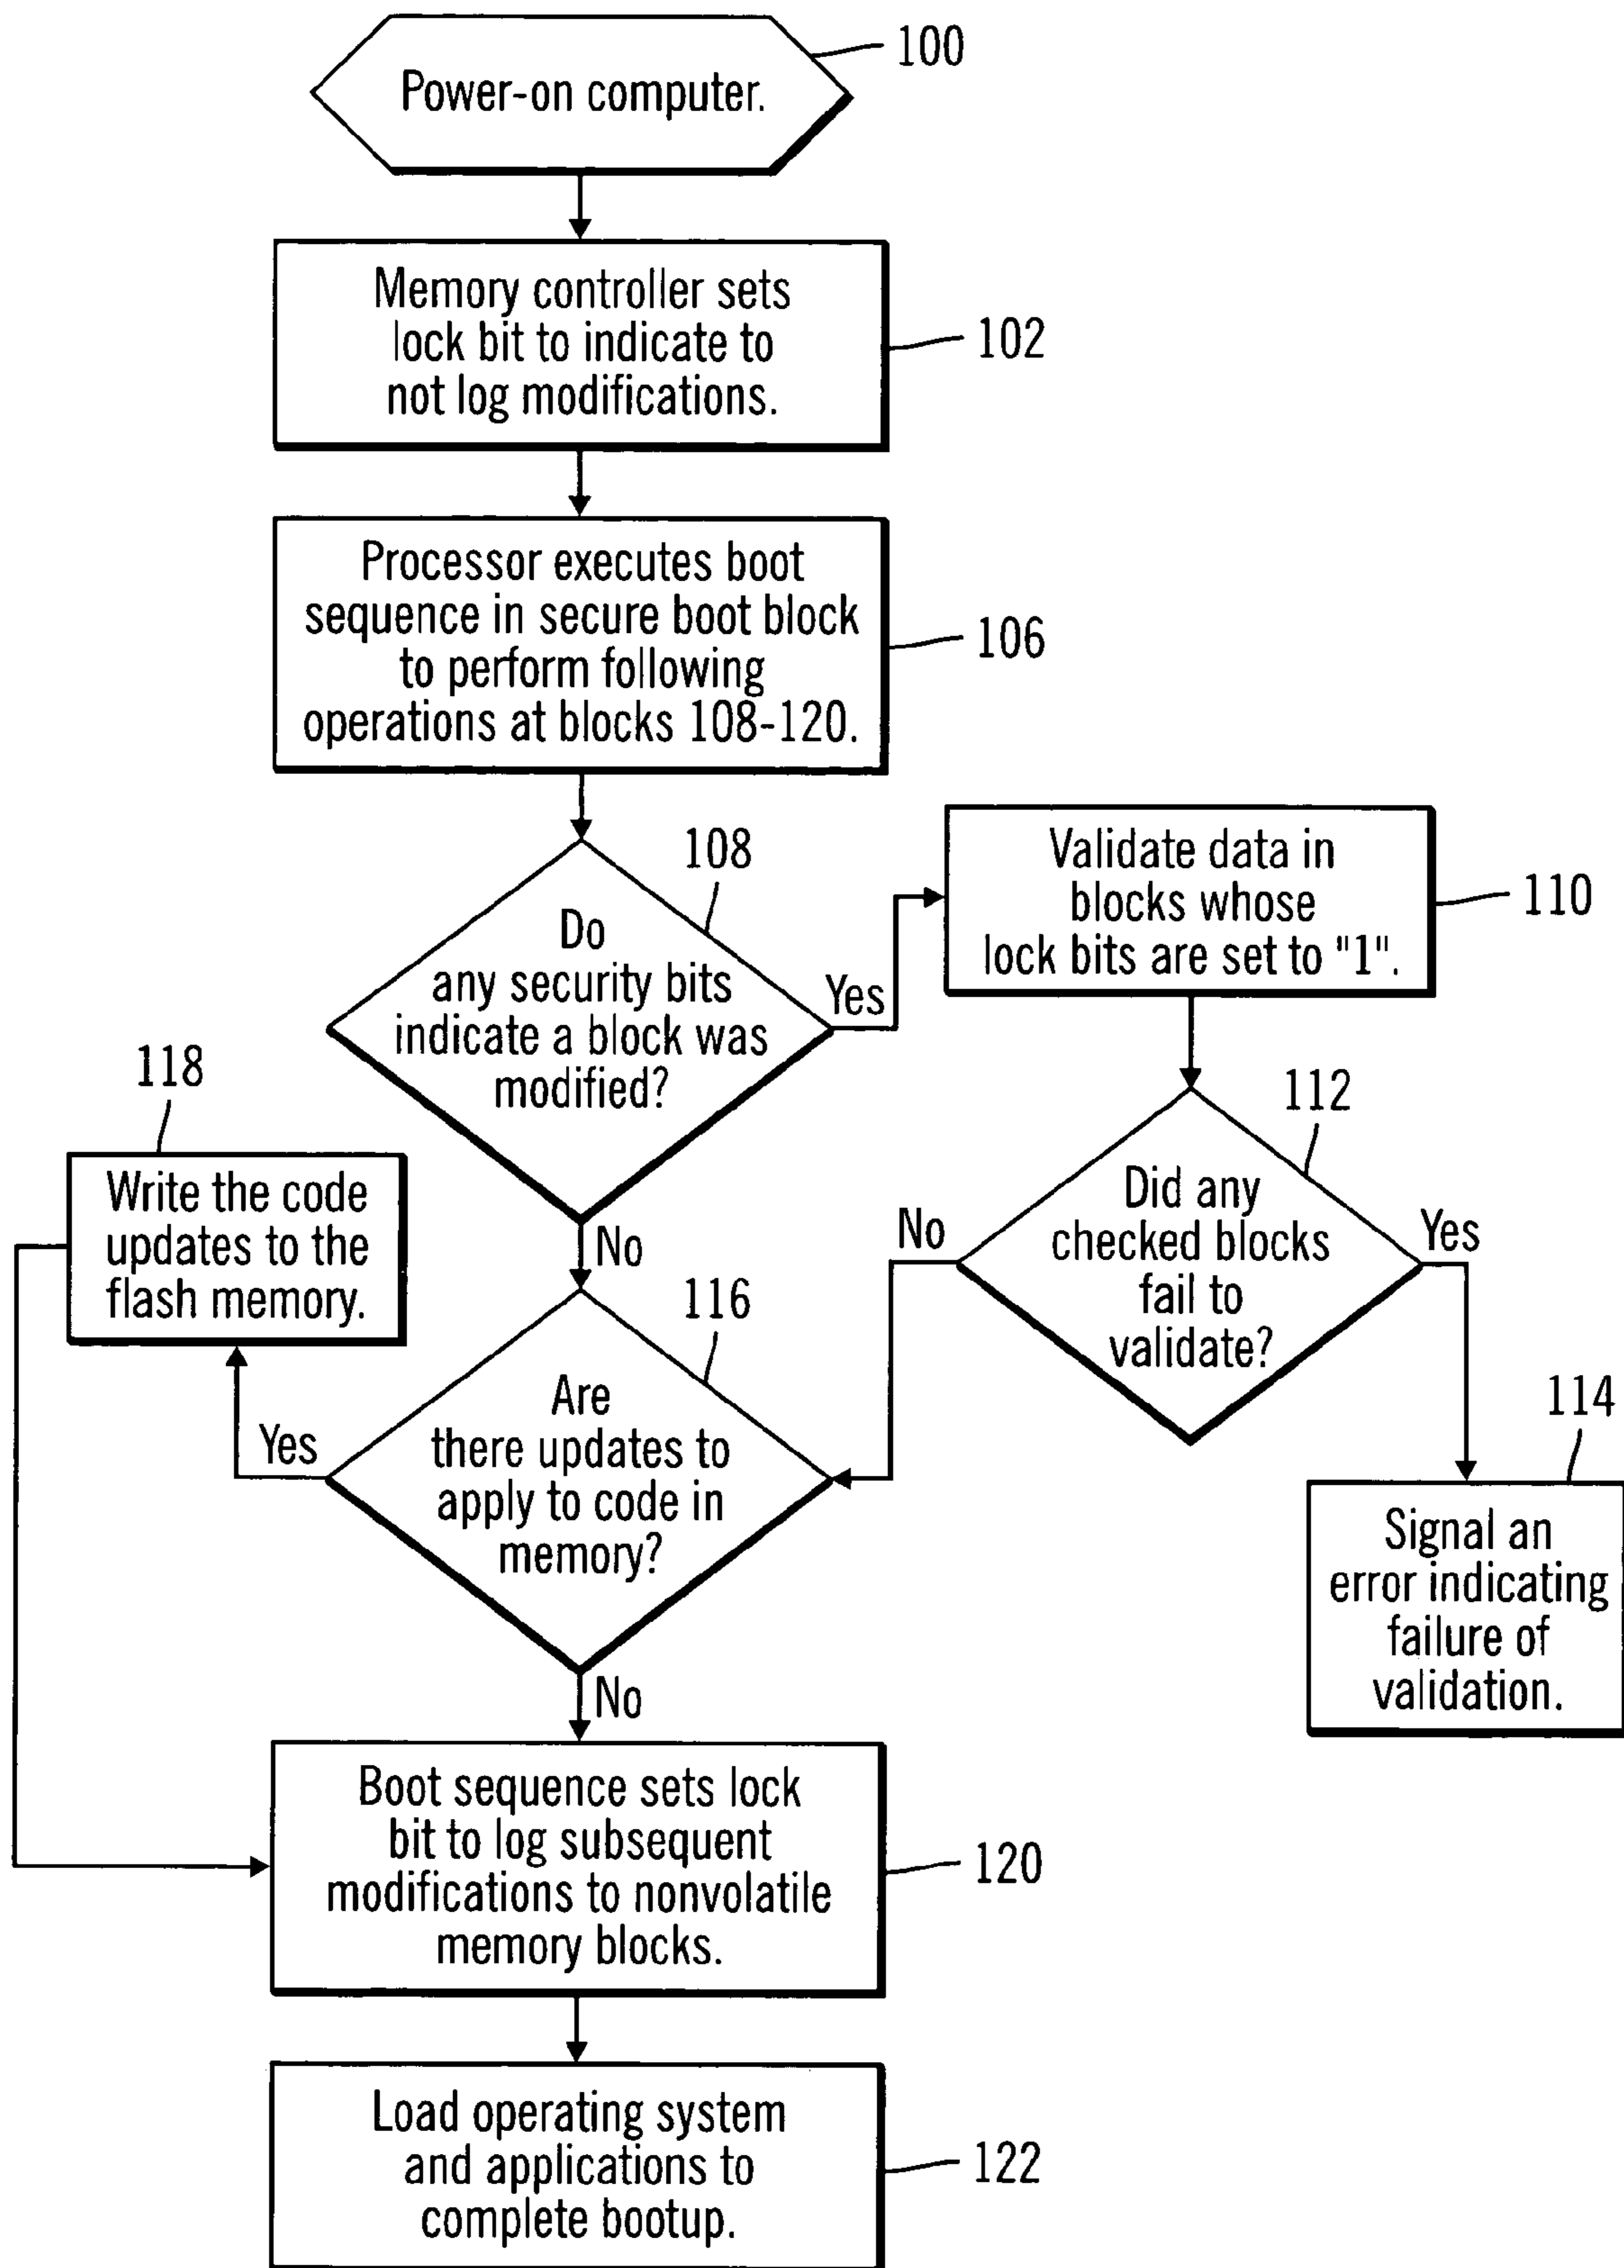 100
Power-on computer.
Memory controller sets
lock bit to indicate to
not log modifications.
102
Processor executes boot
sequence in secure boot block
to perform following
operations at blocks 108-120.
106
108
Do
any security bits
indicate a block was
modified?
Yes
No
Validate data in
blocks whose
lock bits are set to "1".
110
112
Did any
checked blocks
fail to
validate?
No
Yes
114
Signal an
error indicating
failure of
validation.
116
Are
there updates to
apply to code in
memory?
Yes
No
118
Write the code
updates to the
flash memory.
Boot sequence sets lock
bit to log subsequent
modifications to nonvolatile
memory blocks.
120
Load operating system
and applications to
complete bootup.
122